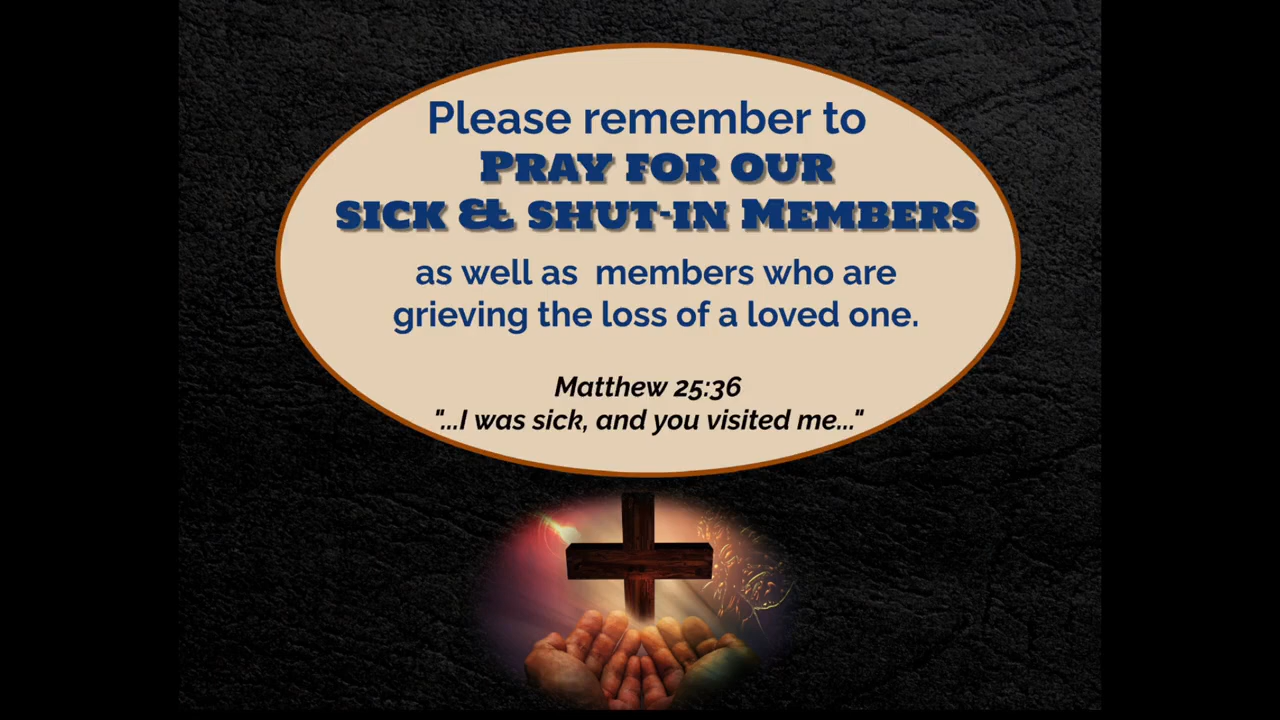 Please remember to
PRAY FOR OUR
SICK & SHUT-IN MEMBERS
as well as members who are
grieving the loss of a loved one.
Matthew 25:36
"...I was sick, and you visited me..."